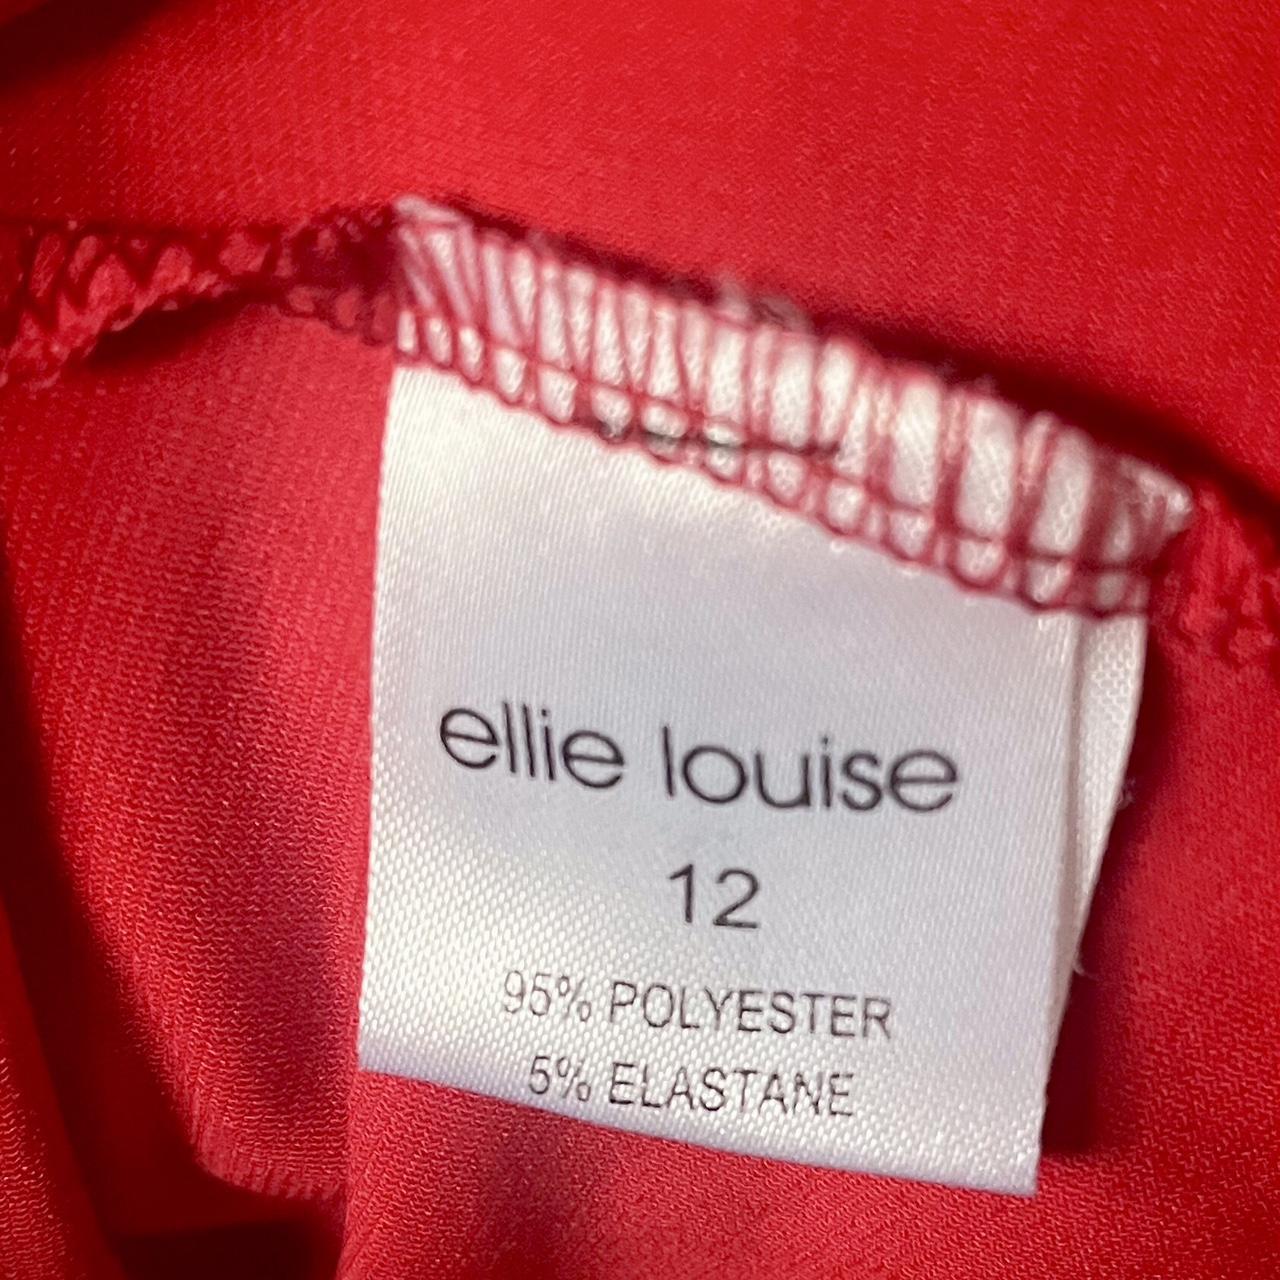 ellie louise
12
95% POLYESTER
5% ELASTANE